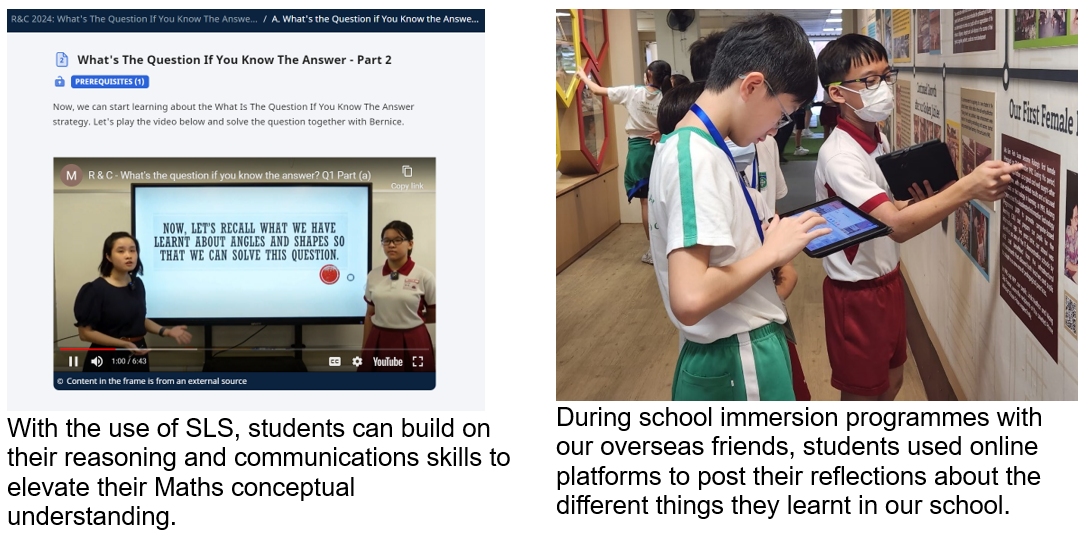 R&C 2024: What's The Question If You Know The Answe... / A. What's the Question if You Know the Answe...
What's The Question If You Know The Answer - Part 2
PREREQUISITES (1)
Now, we can start learning about the What Is The Question If You Know The Answer
strategy. Let's play the video below and solve the question together with Bernice.
M R & C - What's the question if you know the answer? Q1 Part (a)
Copy link
NOW, LET'S RECALL WHAT WE HAVE
LEARNT ABOUT ANGLES AND SHAPES SO
THAT WE CAN SOLVE THIS QUESTION.
1:00 / 6:43
CC
YouTube
© Content in the frame is from an external source
With the use of SLS, students can build on
their reasoning and communications skills to
elevate their Maths conceptual
understanding.
Our First Female
During school immersion programmes with
our overseas friends, students used online
platforms to post their reflections about the
different things they learnt in our school.